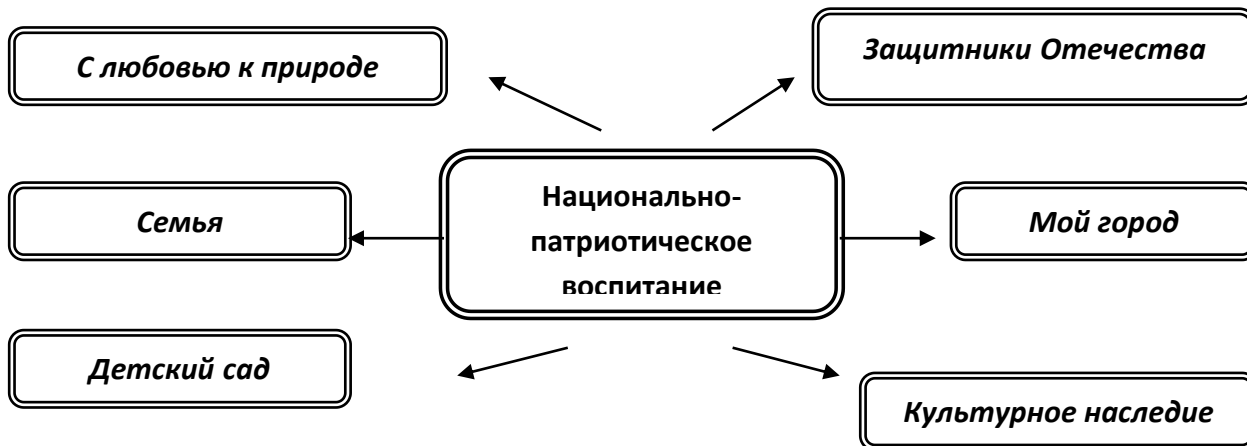 С любовью к природе
Защитники Отечества
Национально-
патриотическое
воспитание
Семья
Мой город
Детский сад
Культурное наследие